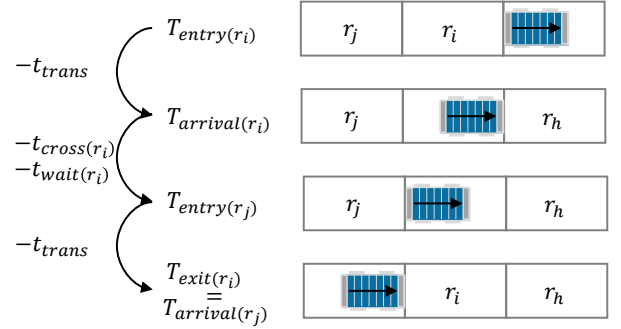 T_entry(r_i) r_j r_i
−t_trans
T_arrival(r_i) r_j r_h
−t_cross(r_i)
−t_wait(r_i)
T_entry(r_j) r_j r_h
−t_trans
T_exit(r_i) r_i r_h
=
T_arrival(r_j)